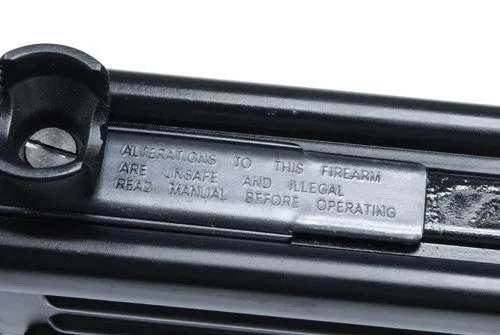 ALTERATIONS TO THIS FIREARM
ARE UNSAFE AND ILLEGAL
READ MANUAL BEFORE OPERATING